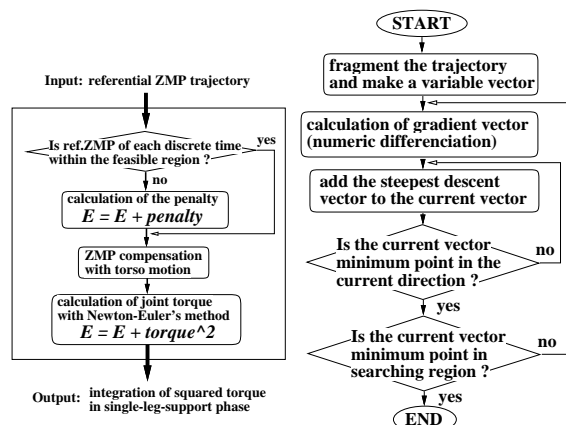 Input: referential ZMP trajectory
Is ref.ZMP of each discrete time
within the feasible region ?
yes
no
calculation of the penalty
E = E + penalty
ZMP compensation
with torso motion
calculation of joint torque
with Newton-Euler's method
E = E + torque^2
Output: integration of squared torque
in single-leg-support phase
START
fragment the trajectory
and make a variable vector
calculation of gradient vector
(numeric differenciation)
add the steepest descent
vector to the current vector
Is the current vector
minimum point in the
current direction ?
no
yes
Is the current vector
minimum point in
searching region ?
no
yes
END